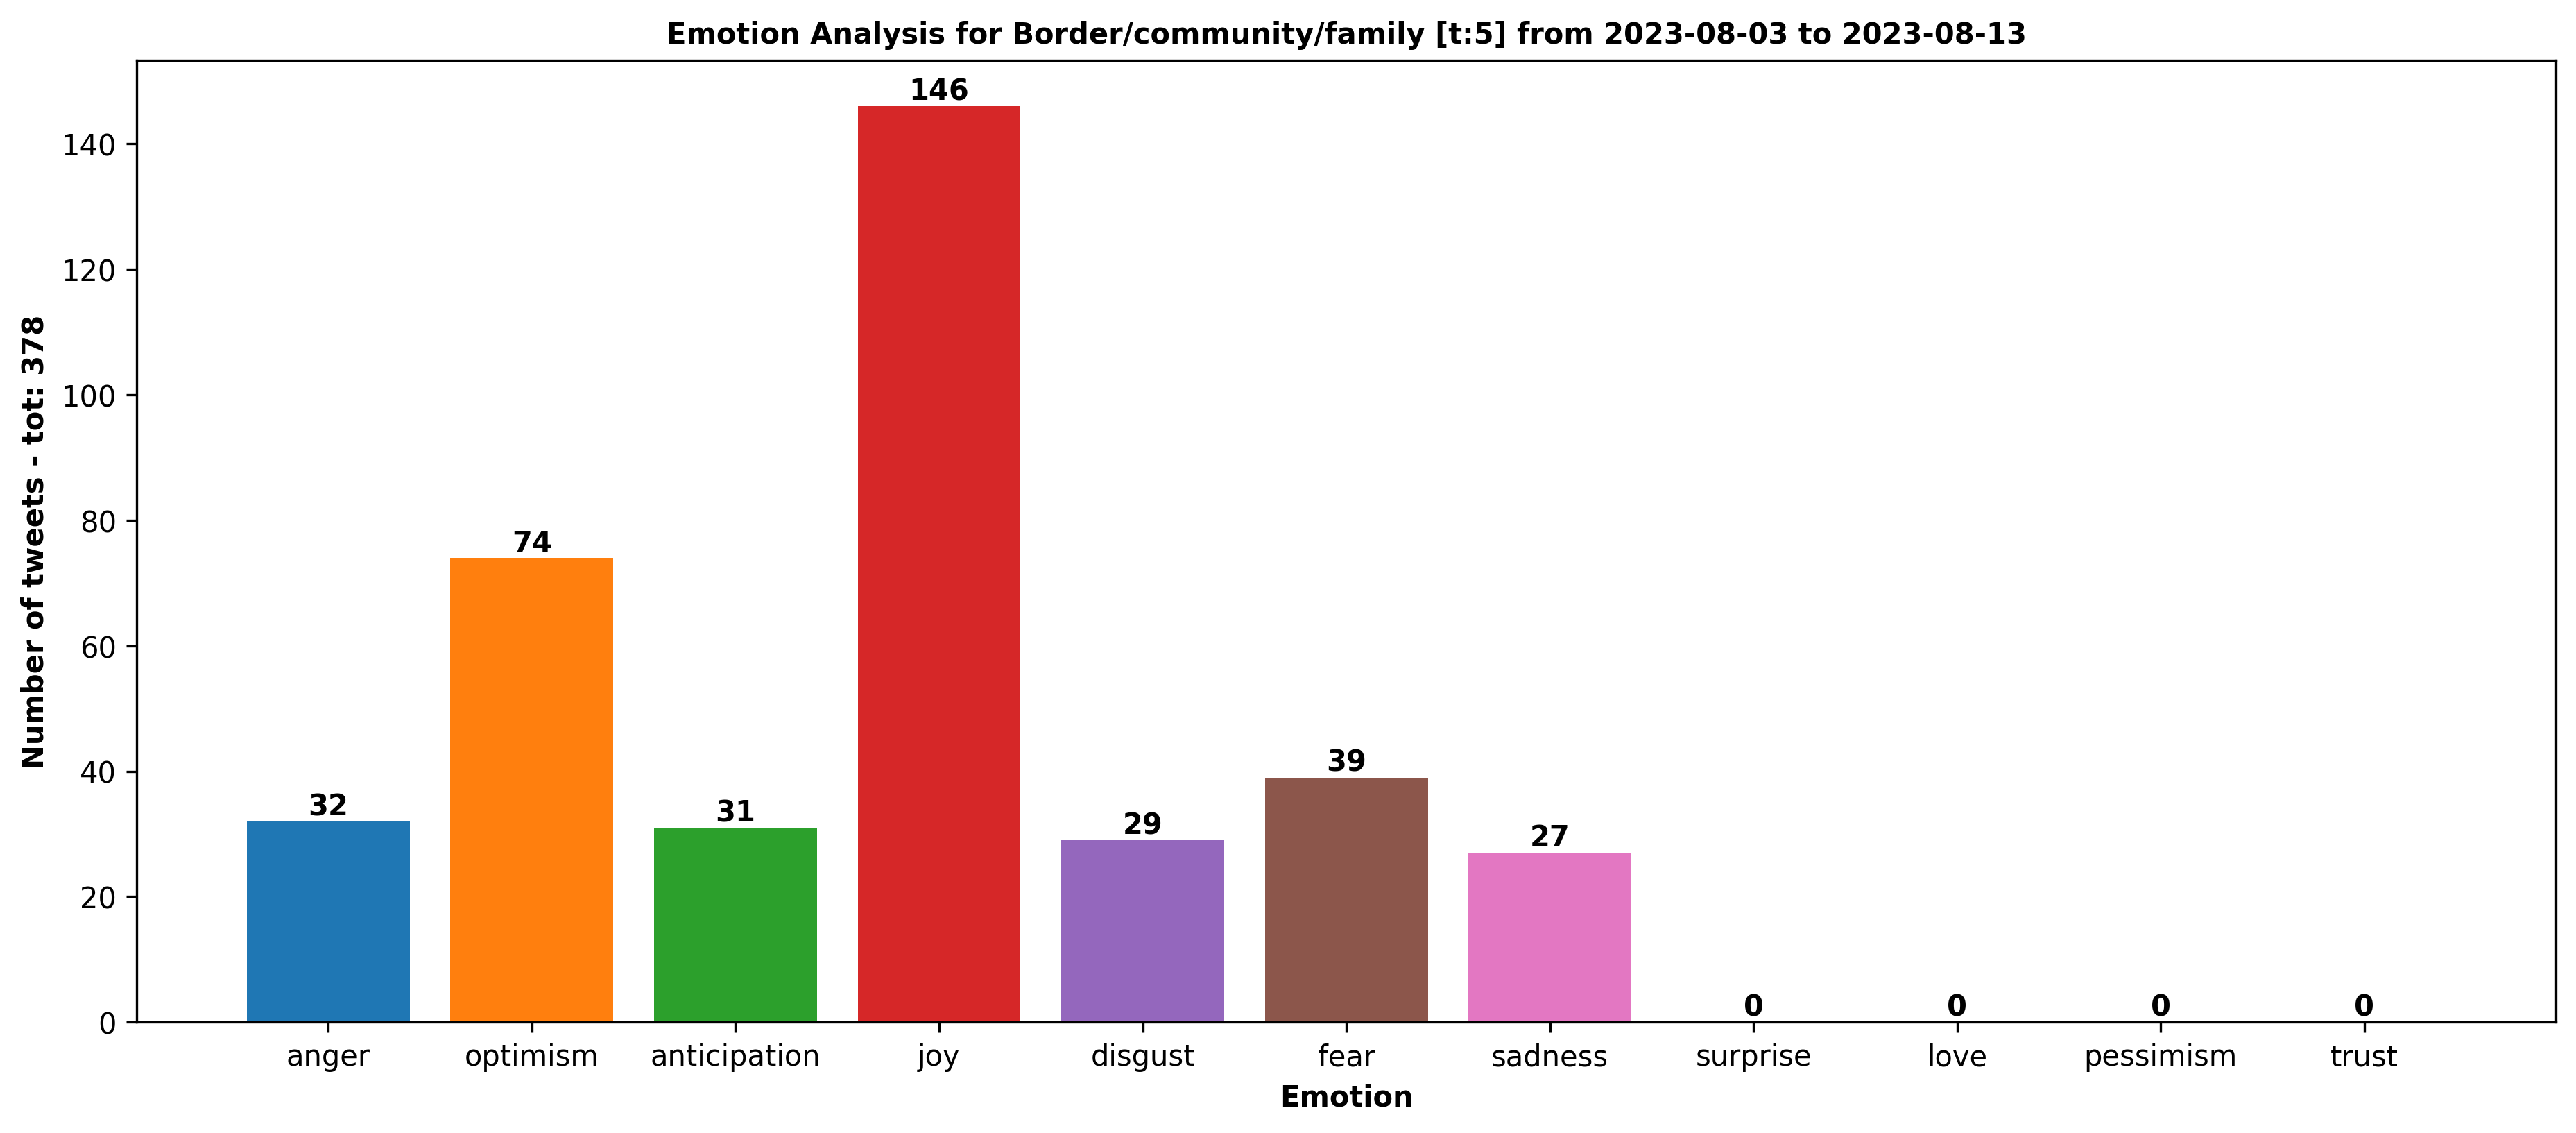 Emotion Analysis for Border/community/family [t:5] from 2023-08-03 to 2023-08-13
Number of tweets - tot: 378
140
120
100
80
60
40
20
0
146
74
39
32
31
29
27
0
0
0
0
anger
optimism
anticipation
joy
disgust
fear
sadness
surprise
love
pessimism
trust
Emotion